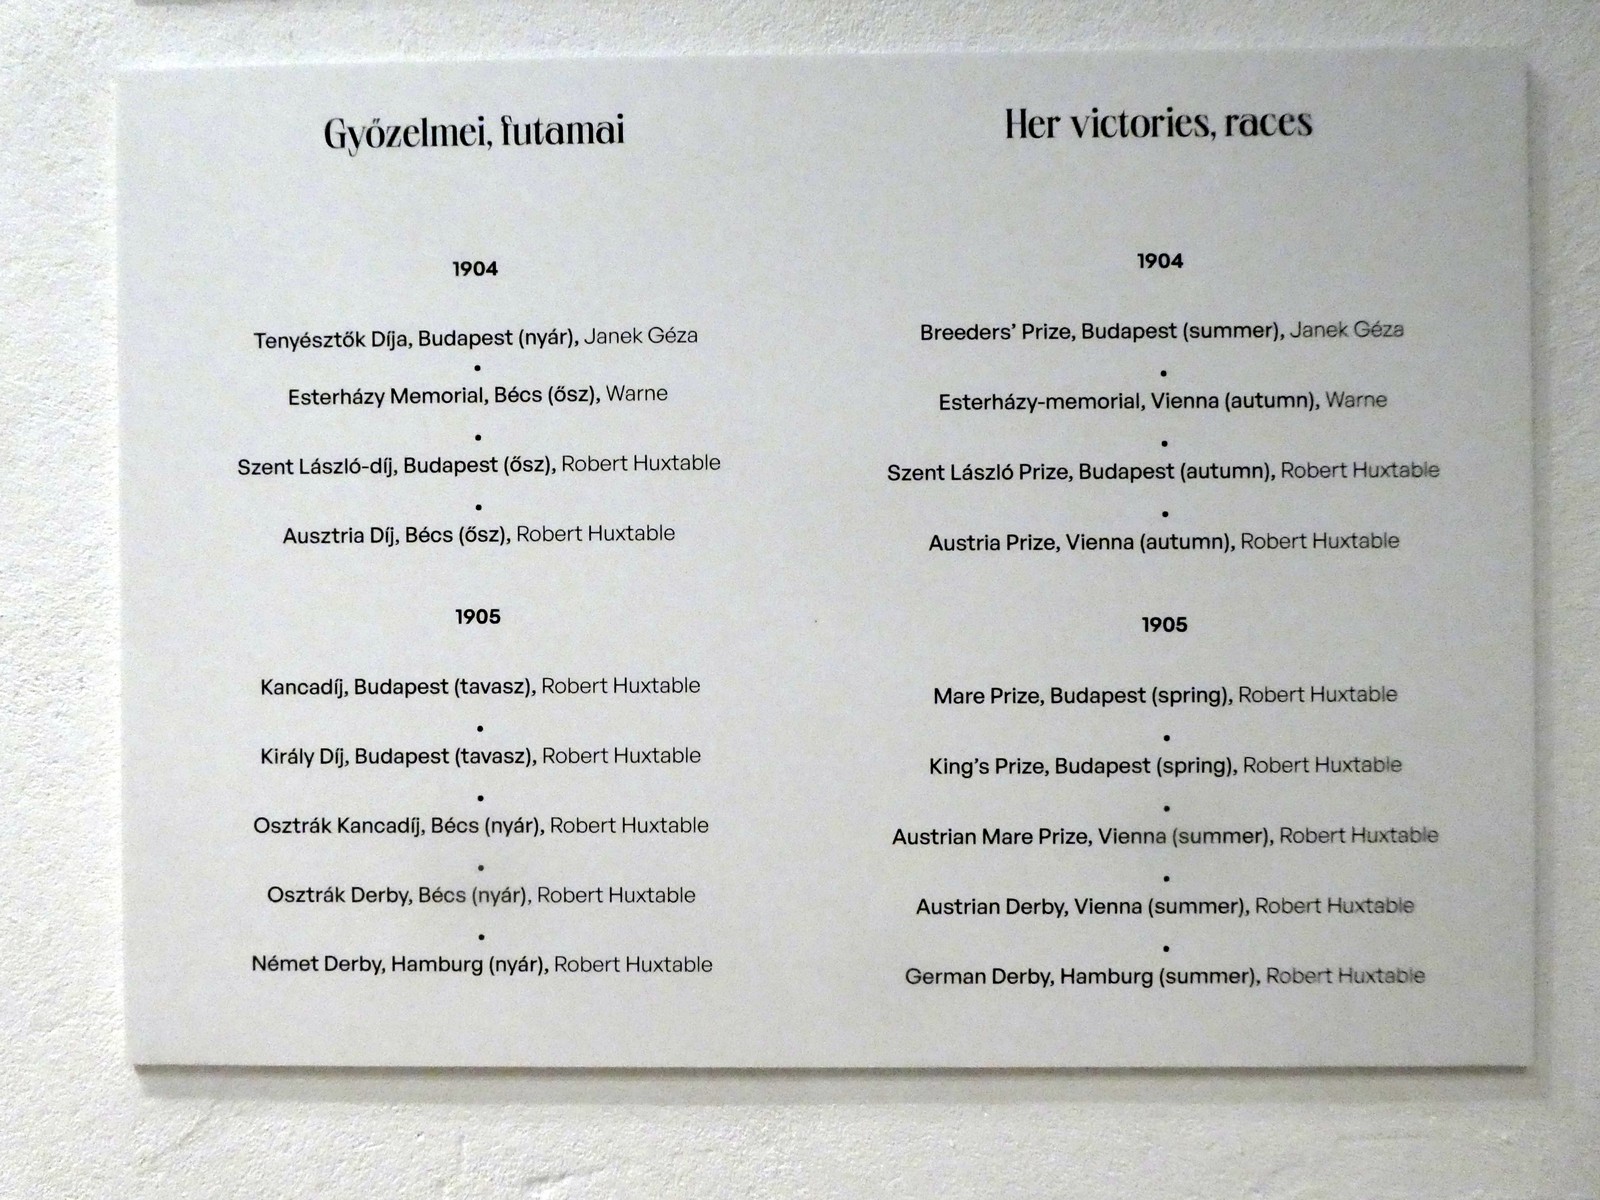 Győzelmei, futamai
1904
Tenyésztők Díja, Budapest (nyár), Janek Géza
•
Esterházy Memorial, Bécs (ősz), Warne
•
Szent László-díj, Budapest (ősz), Robert Huxtable
•
Ausztria Díj, Bécs (ősz), Robert Huxtable
1905
Kancadíj, Budapest (tavasz), Robert Huxtable
•
Király Díj, Budapest (tavasz), Robert Huxtable
•
Osztrák Kancadíj, Bécs (nyár), Robert Huxtable
•
Osztrák Derby, Bécs (nyár), Robert Huxtable
•
Német Derby, Hamburg (nyár), Robert Huxtable
Her victories, races
1904
Breeders’ Prize, Budapest (summer), Janek Géza
•
Esterházy-memorial, Vienna (autumn), Warne
•
Szent László Prize, Budapest (autumn), Robert Huxtable
•
Austria Prize, Vienna (autumn), Robert Huxtable
1905
Mare Prize, Budapest (spring), Robert Huxtable
•
King’s Prize, Budapest (spring), Robert Huxtable
•
Austrian Mare Prize, Vienna (summer), Robert Huxtable
•
Austrian Derby, Vienna (summer), Robert Huxtable
•
German Derby, Hamburg (summer), Robert Huxtable